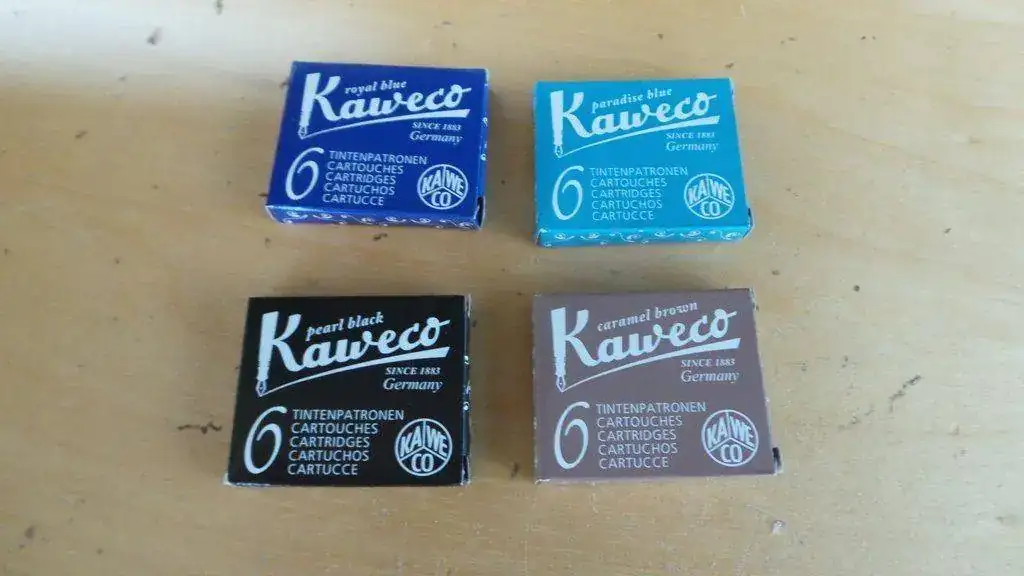 royal blue
Kaweco
SINCE 1883
Germany
6
TINTENPATRONEN
CARTOUCHES
CARTRIDGES
CARTUCHOS
CARTUCCE
KA WE
CO
paradise blue
Kaweco
SINCE 1883
Germany
6
TINTENPATRONEN
CARTOUCHES
CARTRIDGES
CARTUCHOS
CARTUCCE
KA WE
CO
pearl black
Kaweco
SINCE 1883
Germany
6
TINTENPATRONEN
CARTOUCHES
CARTRIDGES
CARTUCHOS
CARTUCCE
KA WE
CO
caramel brown
Kaweco
SINCE 1883
Germany
6
TINTENPATRONEN
CARTOUCHES
CARTRIDGES
CARTUCHOS
CARTUCCE
KA WE
CO